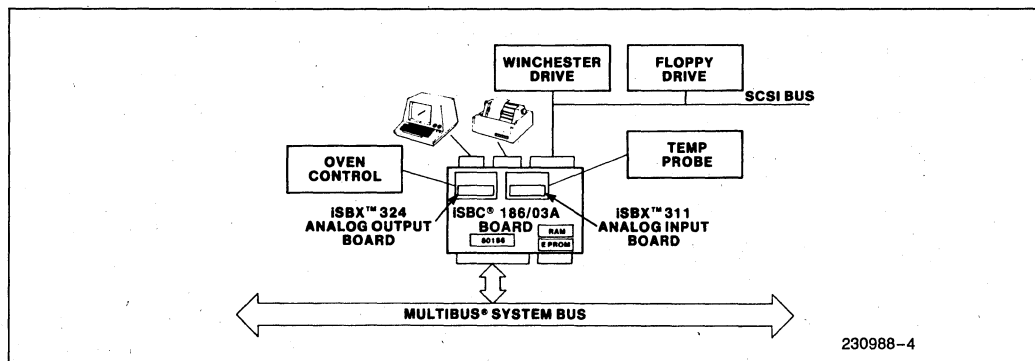 WINCHESTER
DRIVE
FLOPPY
DRIVE
SCSI BUS
OVEN
CONTROL
TEMP
PROBE
iSBX™ 324
ANALOG OUTPUT
BOARD
iSBC® 186/03A
BOARD
80186
RAM
E PROM
iSBX™ 311
ANALOG INPUT
BOARD
MULTIBUS® SYSTEM BUS
230988-4